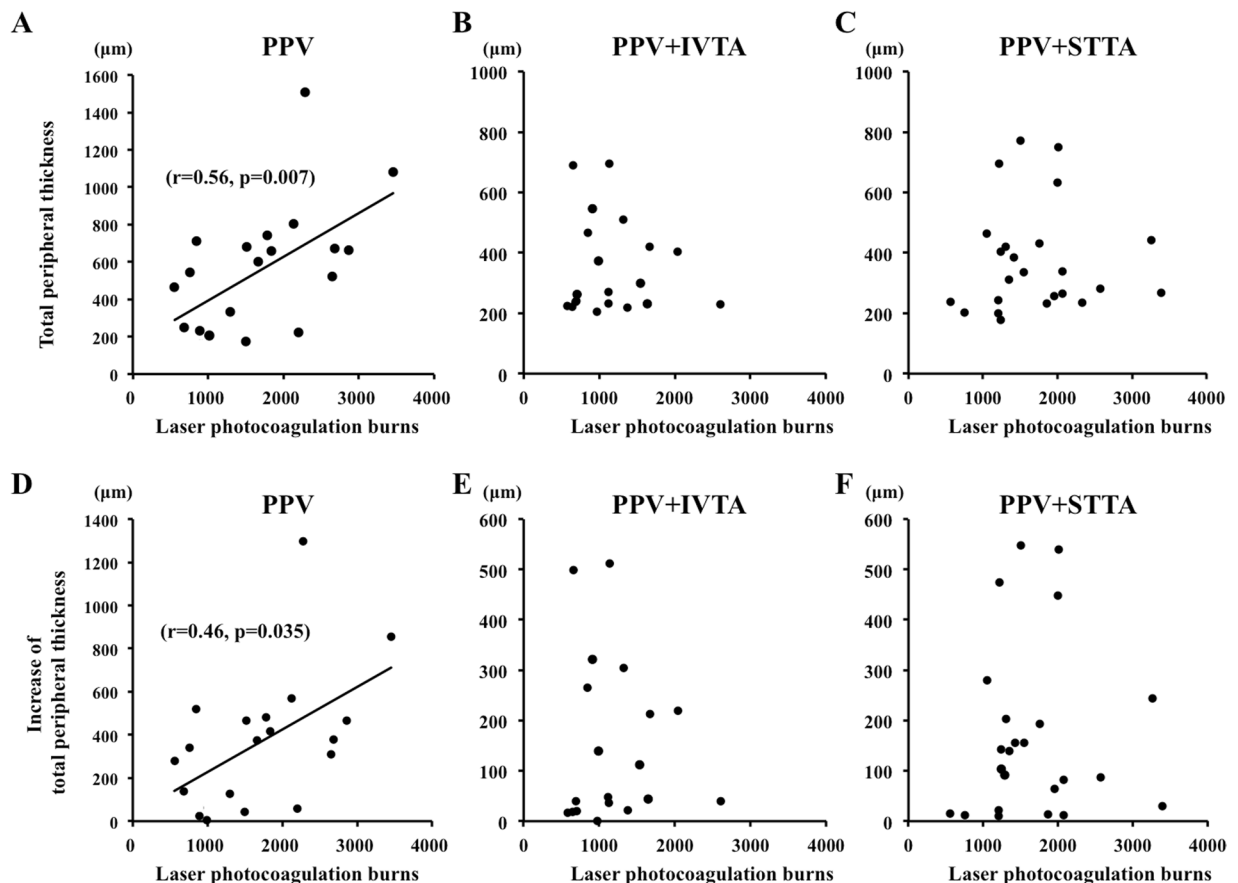 A
(µm)
PPV
1600
1400
1200
1000
800
600
400
200
0
0 1000 2000 3000 4000
Total peripheral thickness
(r=0.56, p=0.007)
Laser photocoagulation burns
B
(µm)
PPV+IVTA
1000
800
600
400
200
0
0 1000 2000 3000 4000
Laser photocoagulation burns
C
(µm)
PPV+STTA
1000
800
600
400
200
0
0 1000 2000 3000 4000
Laser photocoagulation burns
D
(µm)
PPV
1400
1200
1000
800
600
400
200
0
0 1000 2000 3000 4000
Increase of
total peripheral thickness
(r=0.46, p=0.035)
Laser photocoagulation burns
E
(µm)
PPV+IVTA
600
500
400
300
200
100
0
0 1000 2000 3000 4000
Laser photocoagulation burns
F
(µm)
PPV+STTA
600
500
400
300
200
100
0
0 1000 2000 3000 4000
Laser photocoagulation burns